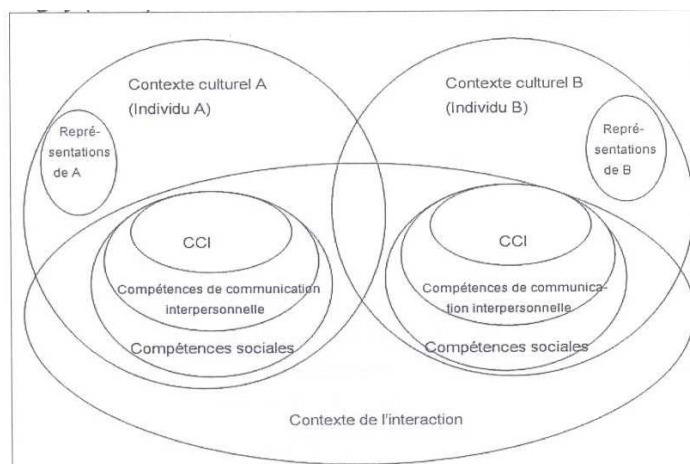 Contexte culturel A
(Individu A)
Contexte culturel B
(Individu B)
Repré-
sentations
de A
Repré-
sentations
de B
CCI
CCI
Compétences de communication
interpersonnelle
Compétences de communica-
tion interpersonnelle
Compétences sociales
Compétences sociales
Contexte de l'interaction